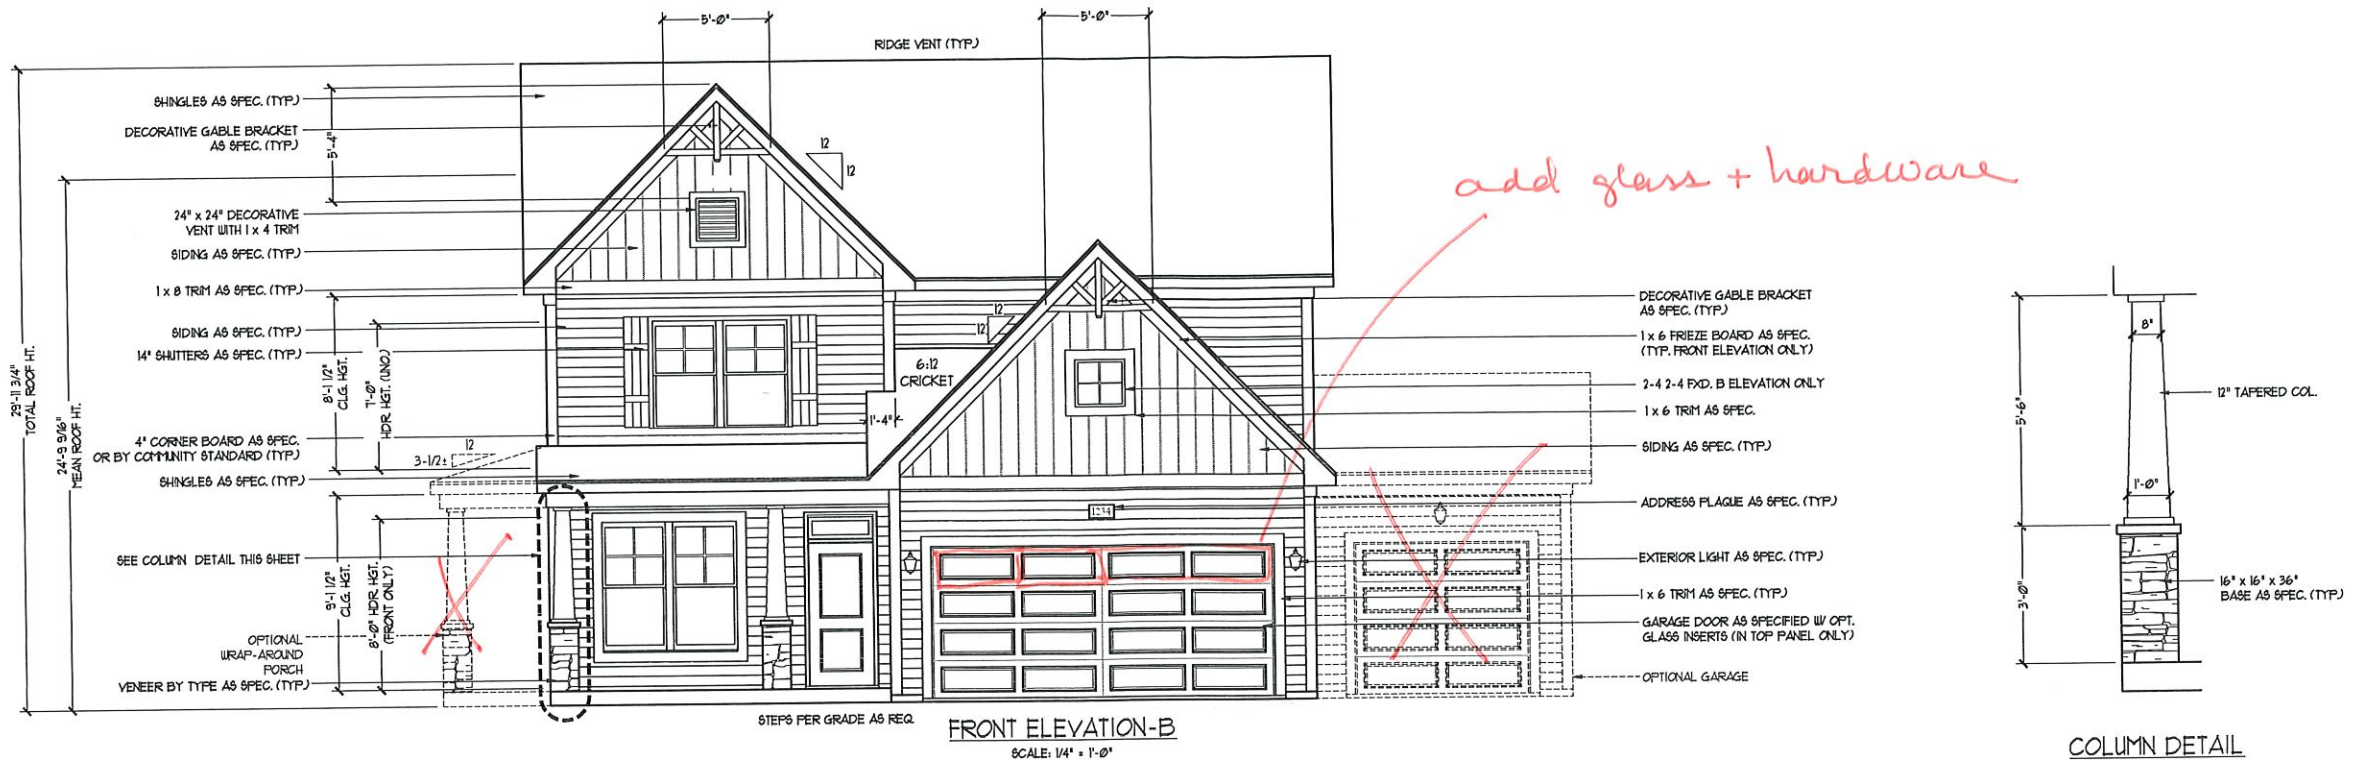 5'-0"
5'-0"
RIDGE VENT (TYP.)
SHINGLES AS SPEC. (TYP.)
DECORATIVE GABLE BRACKET
AS SPEC. (TYP.)
5'-4"
12
12
24" x 24" DECORATIVE
VENT WITH 1 x 4 TRIM
SIDING AS SPEC. (TYP.)
1 x 8 TRIM AS SPEC. (TYP.)
SIDING AS SPEC. (TYP.)
14" SHUTTERS AS SPEC. (TYP.)
29'-11 3/4"
TOTAL ROOF HT.
24'-9 9/16"
MEAN ROOF HT.
8'-1 1/2"
CLG. HGT.
7'-0"
HDR. HGT. (UNO.)
4" CORNER BOARD AS SPEC.
OR BY COMMUNITY STANDARD (TYP.)
12
3-1/2±
SHINGLES AS SPEC. (TYP.)
12
12
6:12
CRICKET
1'-4"
SEE COLUMN DETAIL THIS SHEET
9'-1 1/2"
CLG. HGT.
8'-0" HDR. HGT.
(FRONT ONLY)
OPTIONAL
WRAP-AROUND
PORCH
VENEER BY TYPE AS SPEC. (TYP.)
STEPS PER GRADE AS REQ.
1234
add glass + hardware
DECORATIVE GABLE BRACKET
AS SPEC. (TYP.)
1 x 6 FRIEZE BOARD AS SPEC.
(TYP. FRONT ELEVATION ONLY)
2-4 2-4 FXD. B ELEVATION ONLY
1 x 6 TRIM AS SPEC.
SIDING AS SPEC. (TYP.)
ADDRESS PLAQUE AS SPEC. (TYP.)
EXTERIOR LIGHT AS SPEC. (TYP.)
1 x 6 TRIM AS SPEC. (TYP.)
GARAGE DOOR AS SPECIFIED W/ OPT.
GLASS INSERTS (IN TOP PANEL ONLY)
OPTIONAL GARAGE
FRONT ELEVATION-B
SCALE: 1/4" = 1'-0"
8"
5'-6"
12" TAPERED COL.
1'-0"
3'-0"
16" x 16" x 36"
BASE AS SPEC. (TYP.)
COLUMN DETAIL